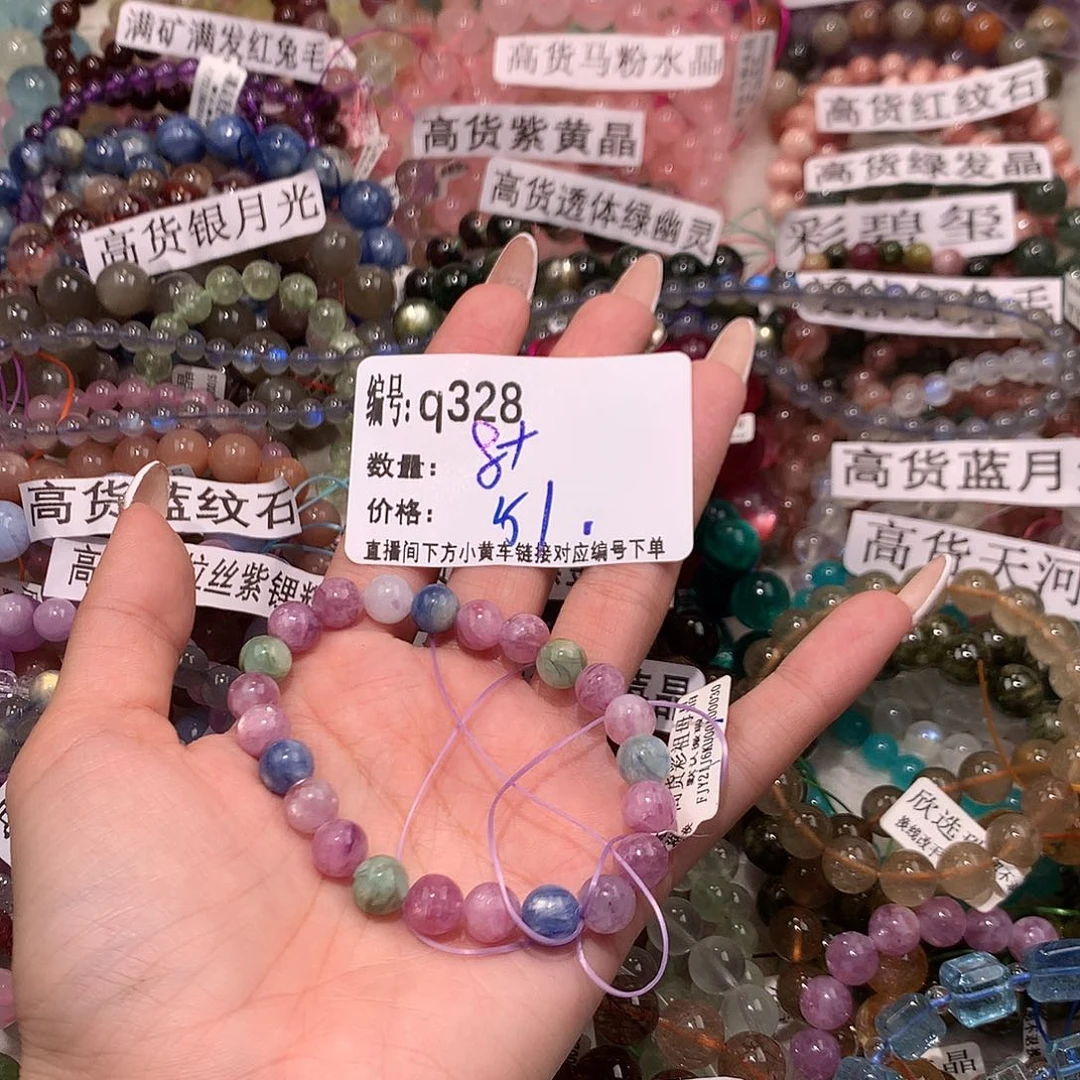 满矿满发红兔毛
高货马粉水晶
高货紫黄晶
高货红纹石
高货绿发晶
高货银月光
高货透体绿幽灵
彩碧玺
编号:q328
数量: 8+
价格: 51.
直播间下方小黄车链接对应编号下单
高货蓝纹石
高货蓝月
高货天河
拉丝紫锂
欣选